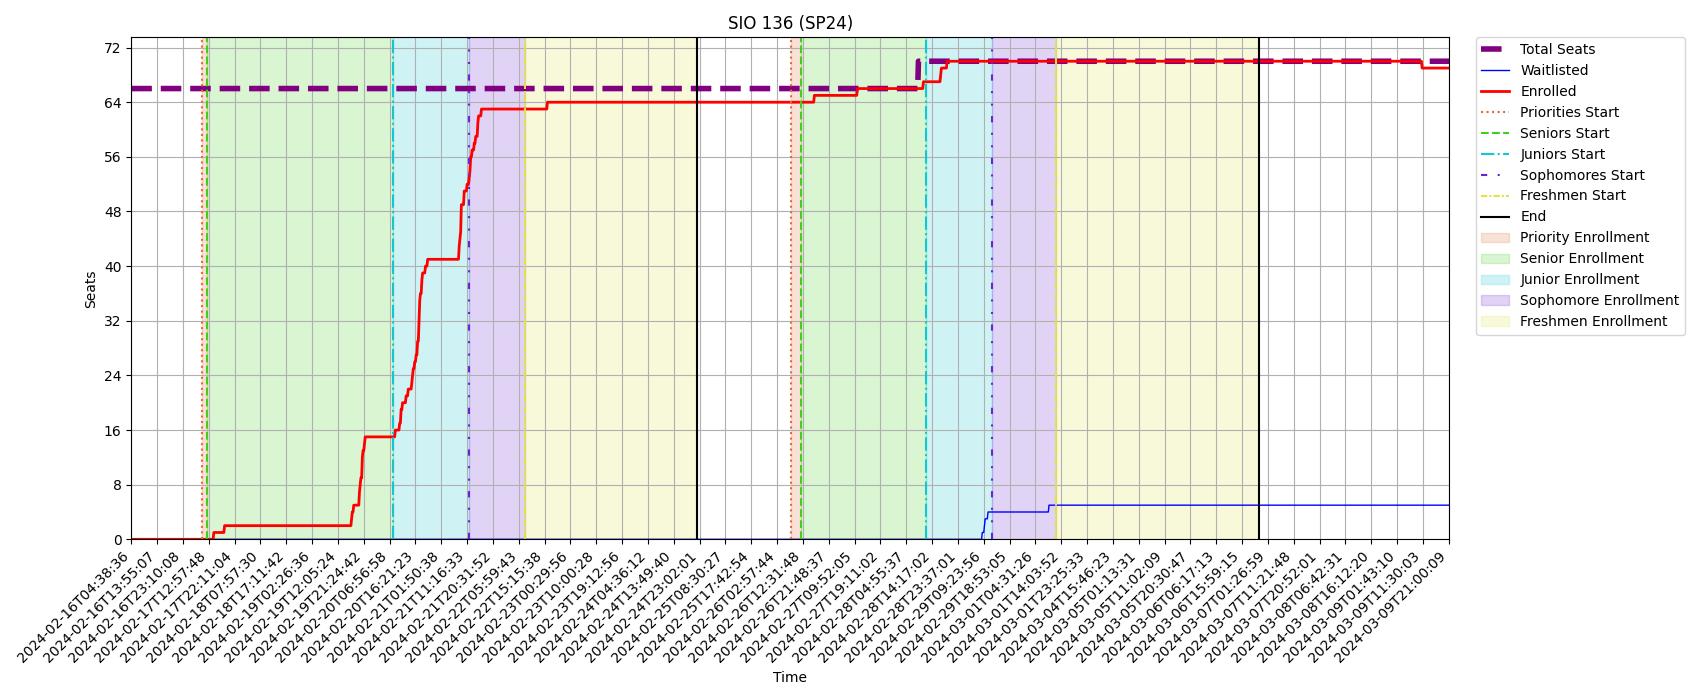 SIO 136 (SP24)
Seats
72
64
56
48
40
32
24
16
8
0
2024-02-16T04:38:36
2024-02-16T13:55:07
2024-02-16T23:10:08
2024-02-17T12:57:48
2024-02-17T22:11:04
2024-02-18T07:57:30
2024-02-18T17:11:42
2024-02-19T02:26:36
2024-02-19T12:05:24
2024-02-19T21:24:42
2024-02-20T06:56:58
2024-02-20T16:21:23
2024-02-21T01:50:38
2024-02-21T11:16:33
2024-02-21T20:31:52
2024-02-22T05:59:43
2024-02-22T15:15:38
2024-02-23T00:29:56
2024-02-23T10:00:28
2024-02-23T19:12:56
2024-02-24T04:36:12
2024-02-24T13:49:40
2024-02-24T23:02:01
2024-02-25T08:30:27
2024-02-25T17:42:54
2024-02-26T02:57:44
2024-02-26T12:31:48
2024-02-26T21:48:37
2024-02-27T09:52:05
2024-02-27T19:11:02
2024-02-28T04:55:37
2024-02-28T14:17:02
2024-02-28T23:37:01
2024-02-29T09:23:56
2024-02-29T18:53:05
2024-03-01T04:31:26
2024-03-01T14:03:52
2024-03-01T23:25:33
2024-03-04T15:46:23
2024-03-05T01:13:31
2024-03-05T11:02:09
2024-03-05T20:30:47
2024-03-06T06:17:13
2024-03-06T15:59:15
2024-03-07T01:26:59
2024-03-07T11:21:48
2024-03-07T20:52:01
2024-03-08T06:42:31
2024-03-08T16:12:20
2024-03-09T01:43:10
2024-03-09T11:30:03
2024-03-09T21:00:09
Time
Total Seats
Waitlisted
Enrolled
Priorities Start
Seniors Start
Juniors Start
Sophomores Start
Freshmen Start
End
Priority Enrollment
Senior Enrollment
Junior Enrollment
Sophomore Enrollment
Freshmen Enrollment